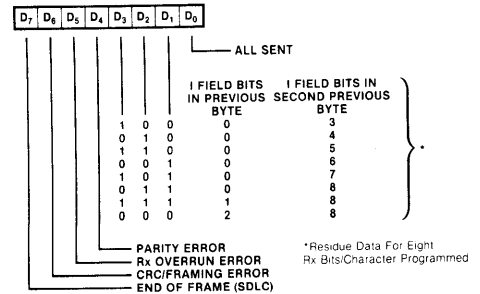 D7 D6 D5 D4 D3 D2 D1 D0
ALL SENT
I FIELD BITS IN PREVIOUS BYTE
I FIELD BITS IN SECOND PREVIOUS BYTE
1 0 0 0 3
0 1 0 0 4
1 1 0 0 5
0 0 1 0 6
1 0 1 0 7
0 1 1 0 8
1 1 1 1 8
0 0 0 2 8
*
PARITY ERROR
Rx OVERRUN ERROR
CRC/FRAMING ERROR
END OF FRAME (SDLC)
*Residue Data For Eight
Rx Bits/Character Programmed